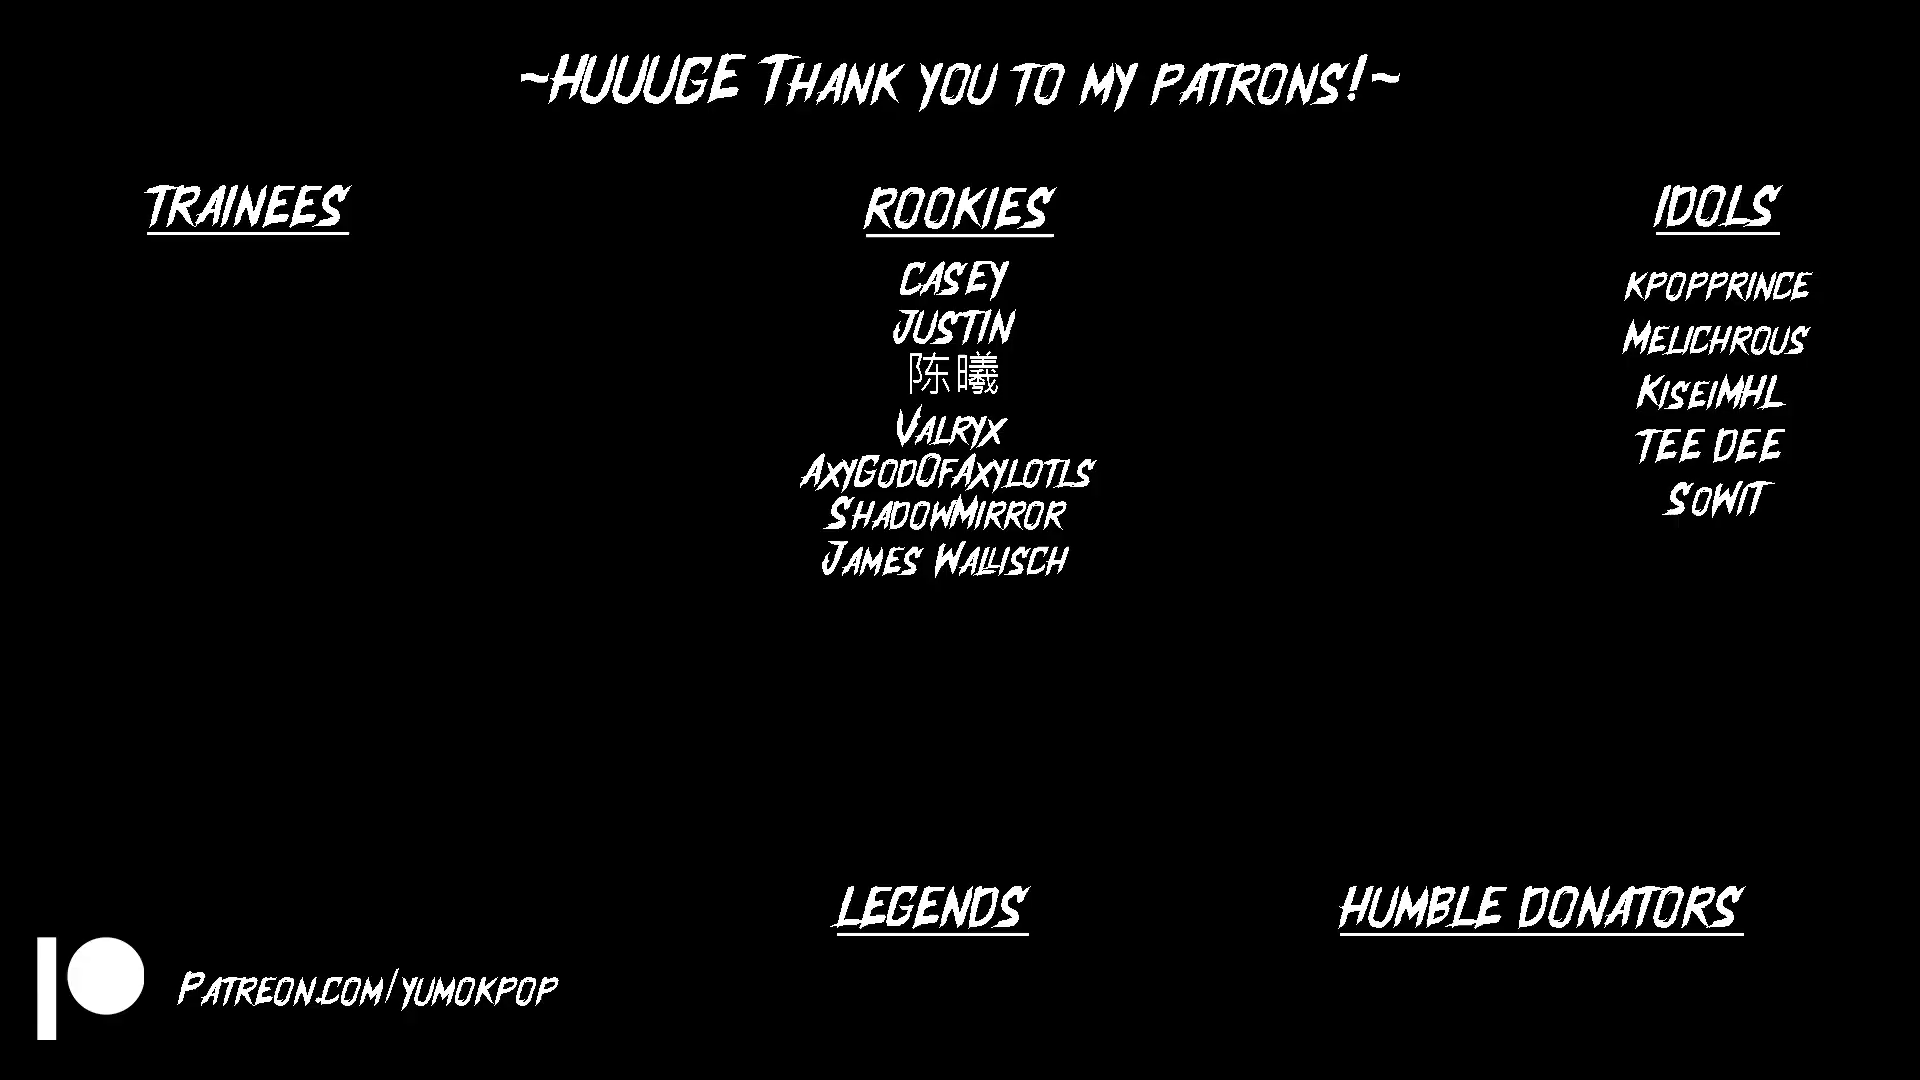 ~HUUUGE THANK YOU TO MY PATRONS!~
TRAINEES
ROOKIES
CASEY
JUSTIN
陈曦
VALRYX
AXYGODOFAXYLOTLS
SHADOWMIRROR
JAMES WALLISCH
IDOLS
KPOPPRINCE
MELICHROUS
KISEIMHL
TEE DEE
SOWIT
LEGENDS
HUMBLE DONATORS
PATREON.COM/YUMOKPOP